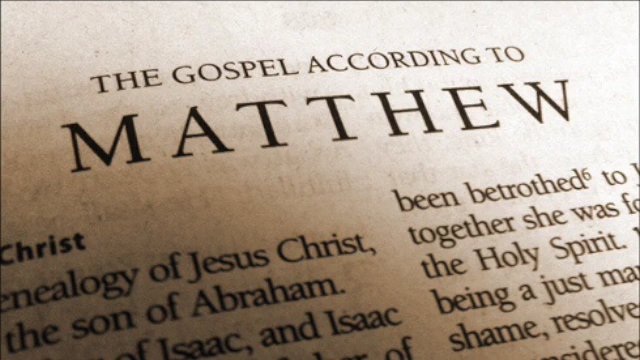 THE GOSPEL ACCORDING TO
MATTHEW
Christ
enealogy of Jesus Christ,
the son of Abraham.
of Isaac, and Isaac
of
been betrothed⁶ to
together she was
the Holy Spirit.
being a just
shame, resolve